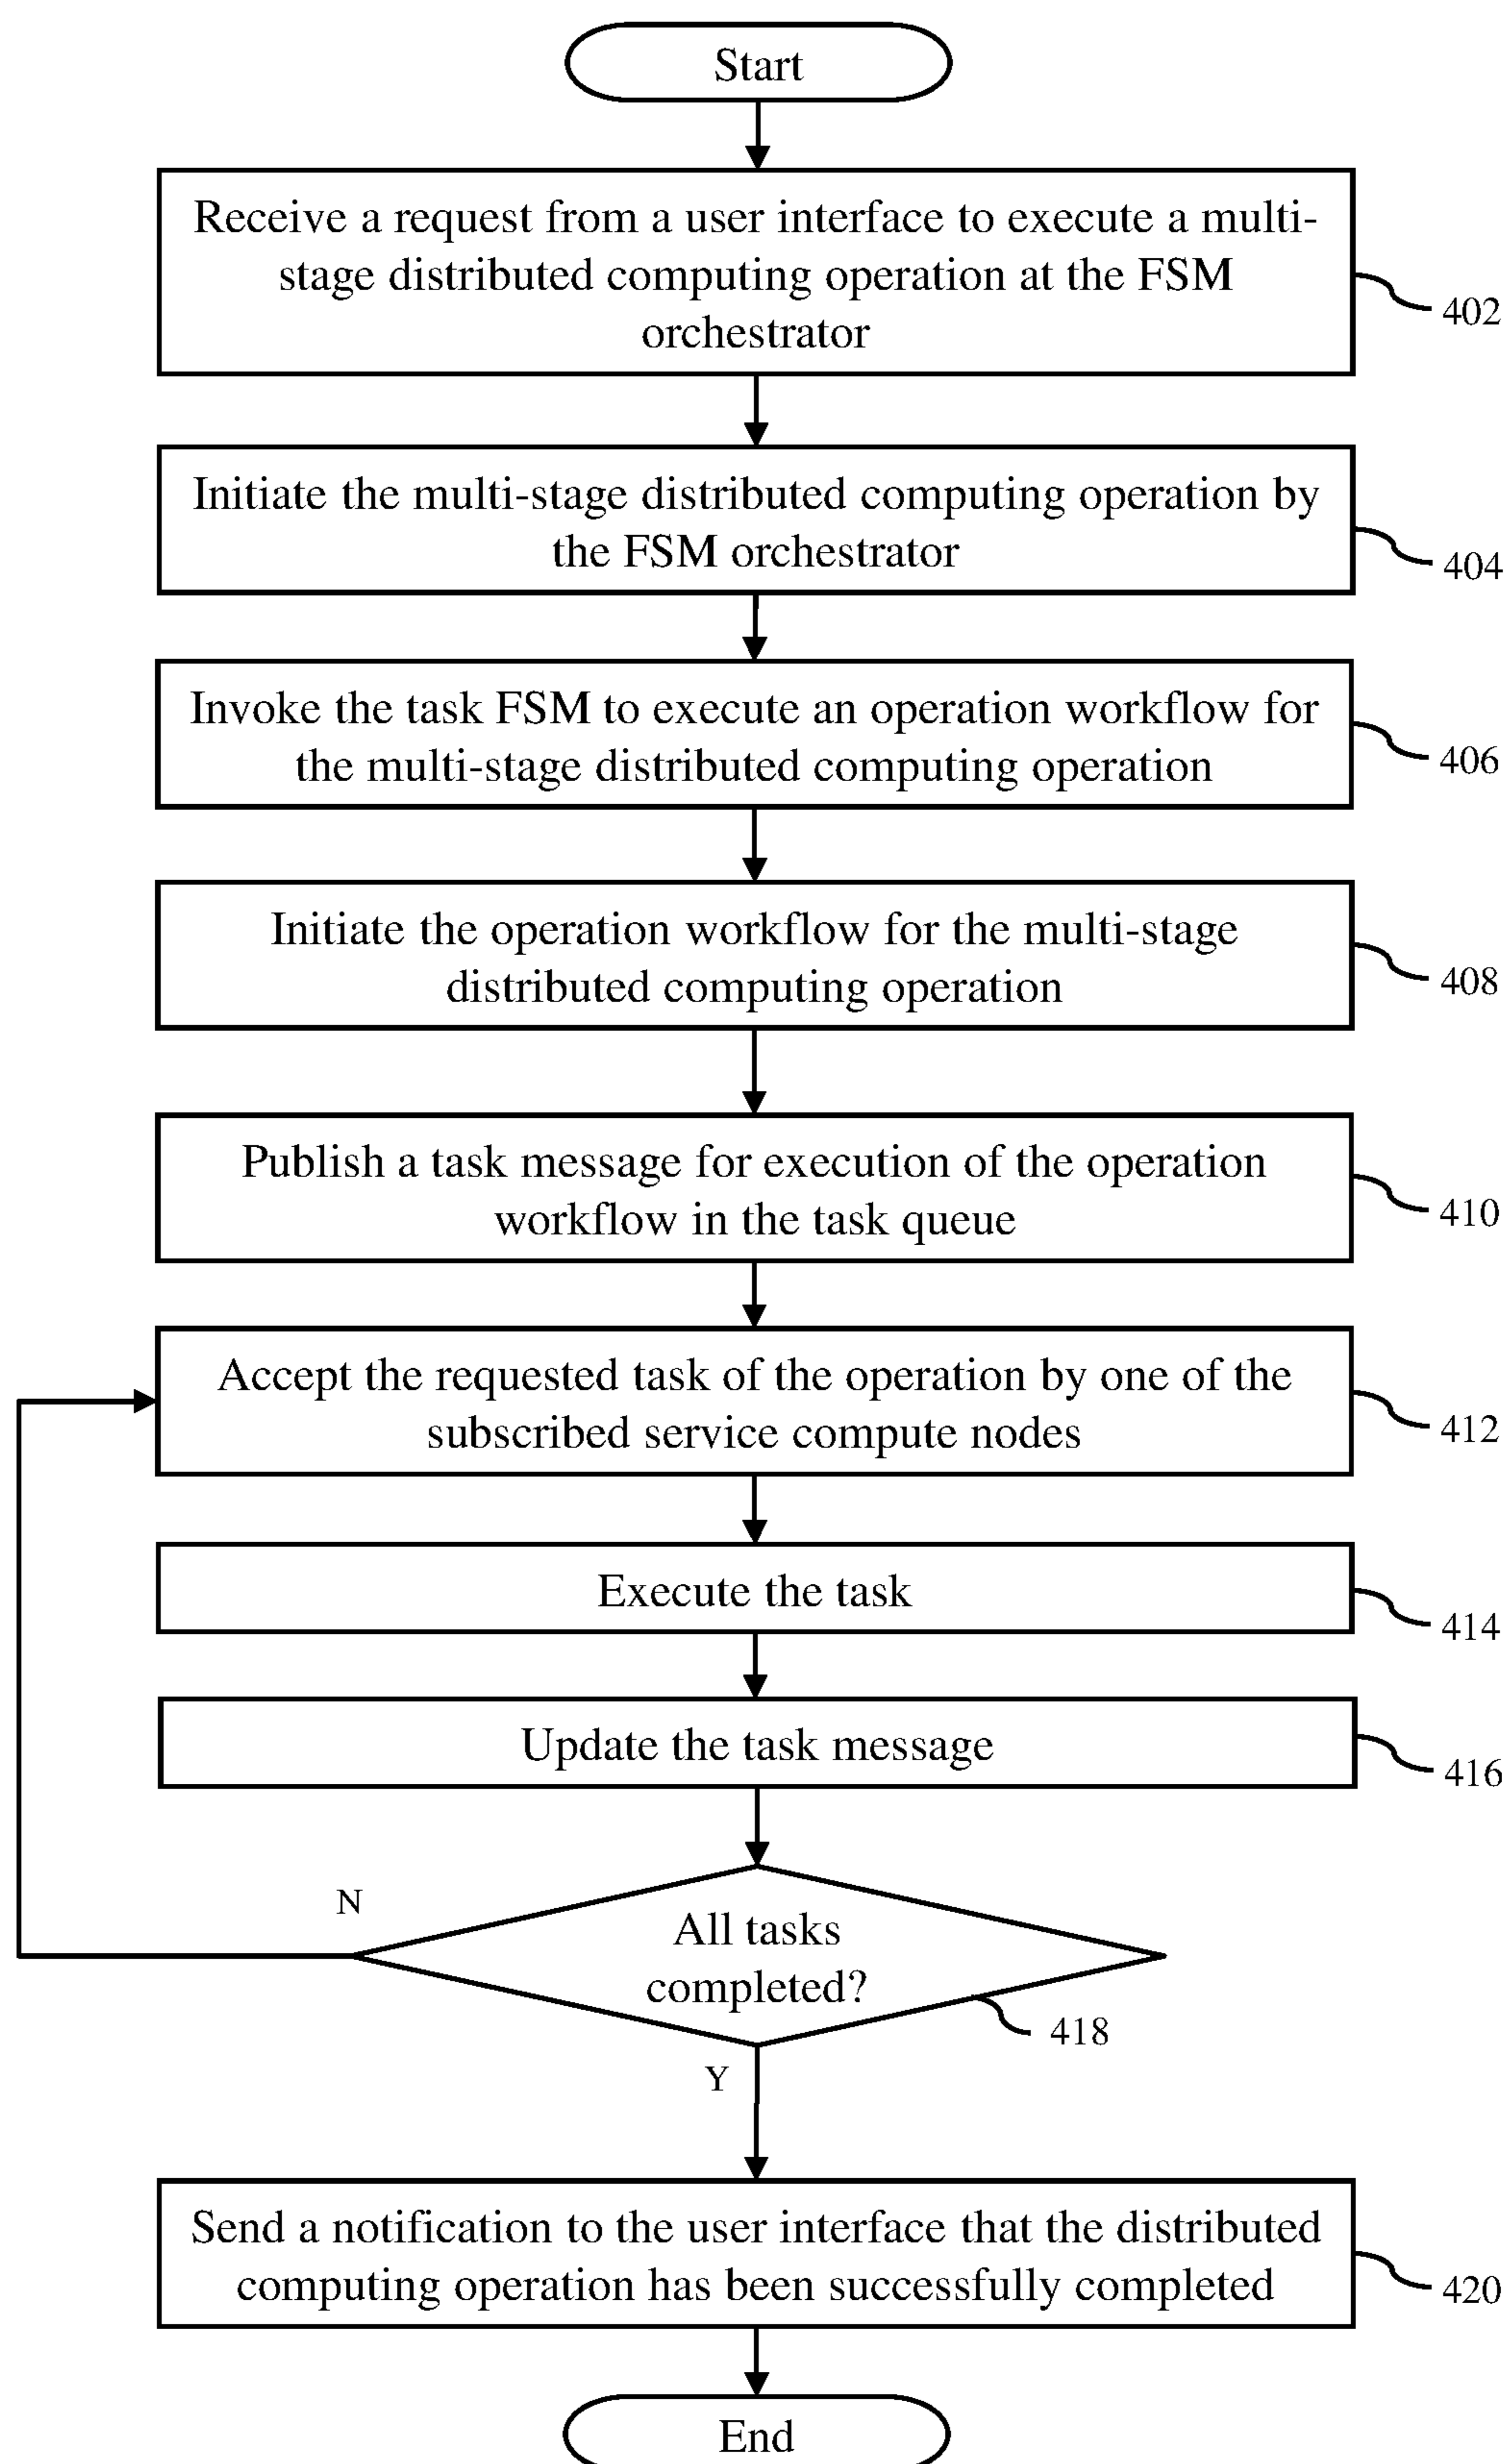 Start
Receive a request from a user interface to execute a multi-
stage distributed computing operation at the FSM
orchestrator
402
Initiate the multi-stage distributed computing operation by
the FSM orchestrator
404
Invoke the task FSM to execute an operation workflow for
the multi-stage distributed computing operation
406
Initiate the operation workflow for the multi-stage
distributed computing operation
408
Publish a task message for execution of the operation
workflow in the task queue
410
Accept the requested task of the operation by one of the
subscribed service compute nodes
412
Execute the task
414
Update the task message
416
N
All tasks
completed?
418
Y
Send a notification to the user interface that the distributed
computing operation has been successfully completed
420
End